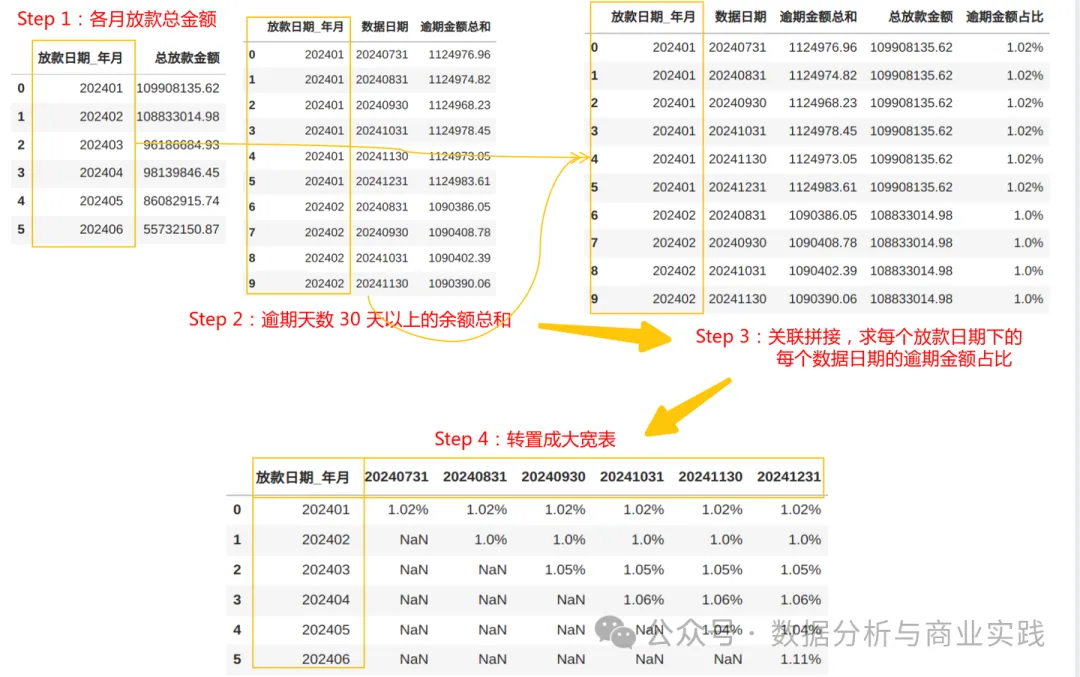 Step 1：各月放款总金额
放款日期_年月 总放款金额
0 202401 109908135.62
1 202402 108833014.98
2 202403 96186684.93
3 202404 98139846.45
4 202405 86082915.74
5 202406 55732150.87
放款日期_年月 数据日期 逾期金额总和
0 202401 20240731 1124976.96
1 202401 20240831 1124974.82
2 202401 20240930 1124968.23
3 202401 20241031 1124978.45
4 202401 20241130 1124973.05
5 202401 20241231 1124983.61
6 202402 20240831 1090386.05
7 202402 20240930 1090408.78
8 202402 20241031 1090402.39
9 202402 20241130 1090390.06
Step 2：逾期天数 30 天以上的余额总和
放款日期_年月 数据日期 逾期金额总和 总放款金额 逾期金额占比
0 202401 20240731 1124976.96 109908135.62 1.02%
1 202401 20240831 1124974.82 109908135.62 1.02%
2 202401 20240930 1124968.23 109908135.62 1.02%
3 202401 20241031 1124978.45 109908135.62 1.02%
4 202401 20241130 1124973.05 109908135.62 1.02%
5 202401 20241231 1124983.61 109908135.62 1.02%
6 202402 20240831 1090386.05 108833014.98 1.0%
7 202402 20240930 1090408.78 108833014.98 1.0%
8 202402 20241031 1090402.39 108833014.98 1.0%
9 202402 20241130 1090390.06 108833014.98 1.0%
Step 3：关联拼接，求每个放款日期下的
每个数据日期的逾期金额占比
Step 4：转置成大宽表
放款日期_年月 20240731 20240831 20240930 20241031 20241130 20241231
0 202401 1.02% 1.02% 1.02% 1.02% 1.02% 1.02%
1 202402 NaN 1.0% 1.0% 1.0% 1.0% 1.0%
2 202403 NaN NaN 1.05% 1.05% 1.05% 1.05%
3 202404 NaN NaN NaN 1.06% 1.06% 1.06%
4 202405 NaN NaN NaN NaN 1.04% 1.04%
5 202406 NaN NaN NaN NaN NaN 1.11%
公众号 · 数据分析与商业实践